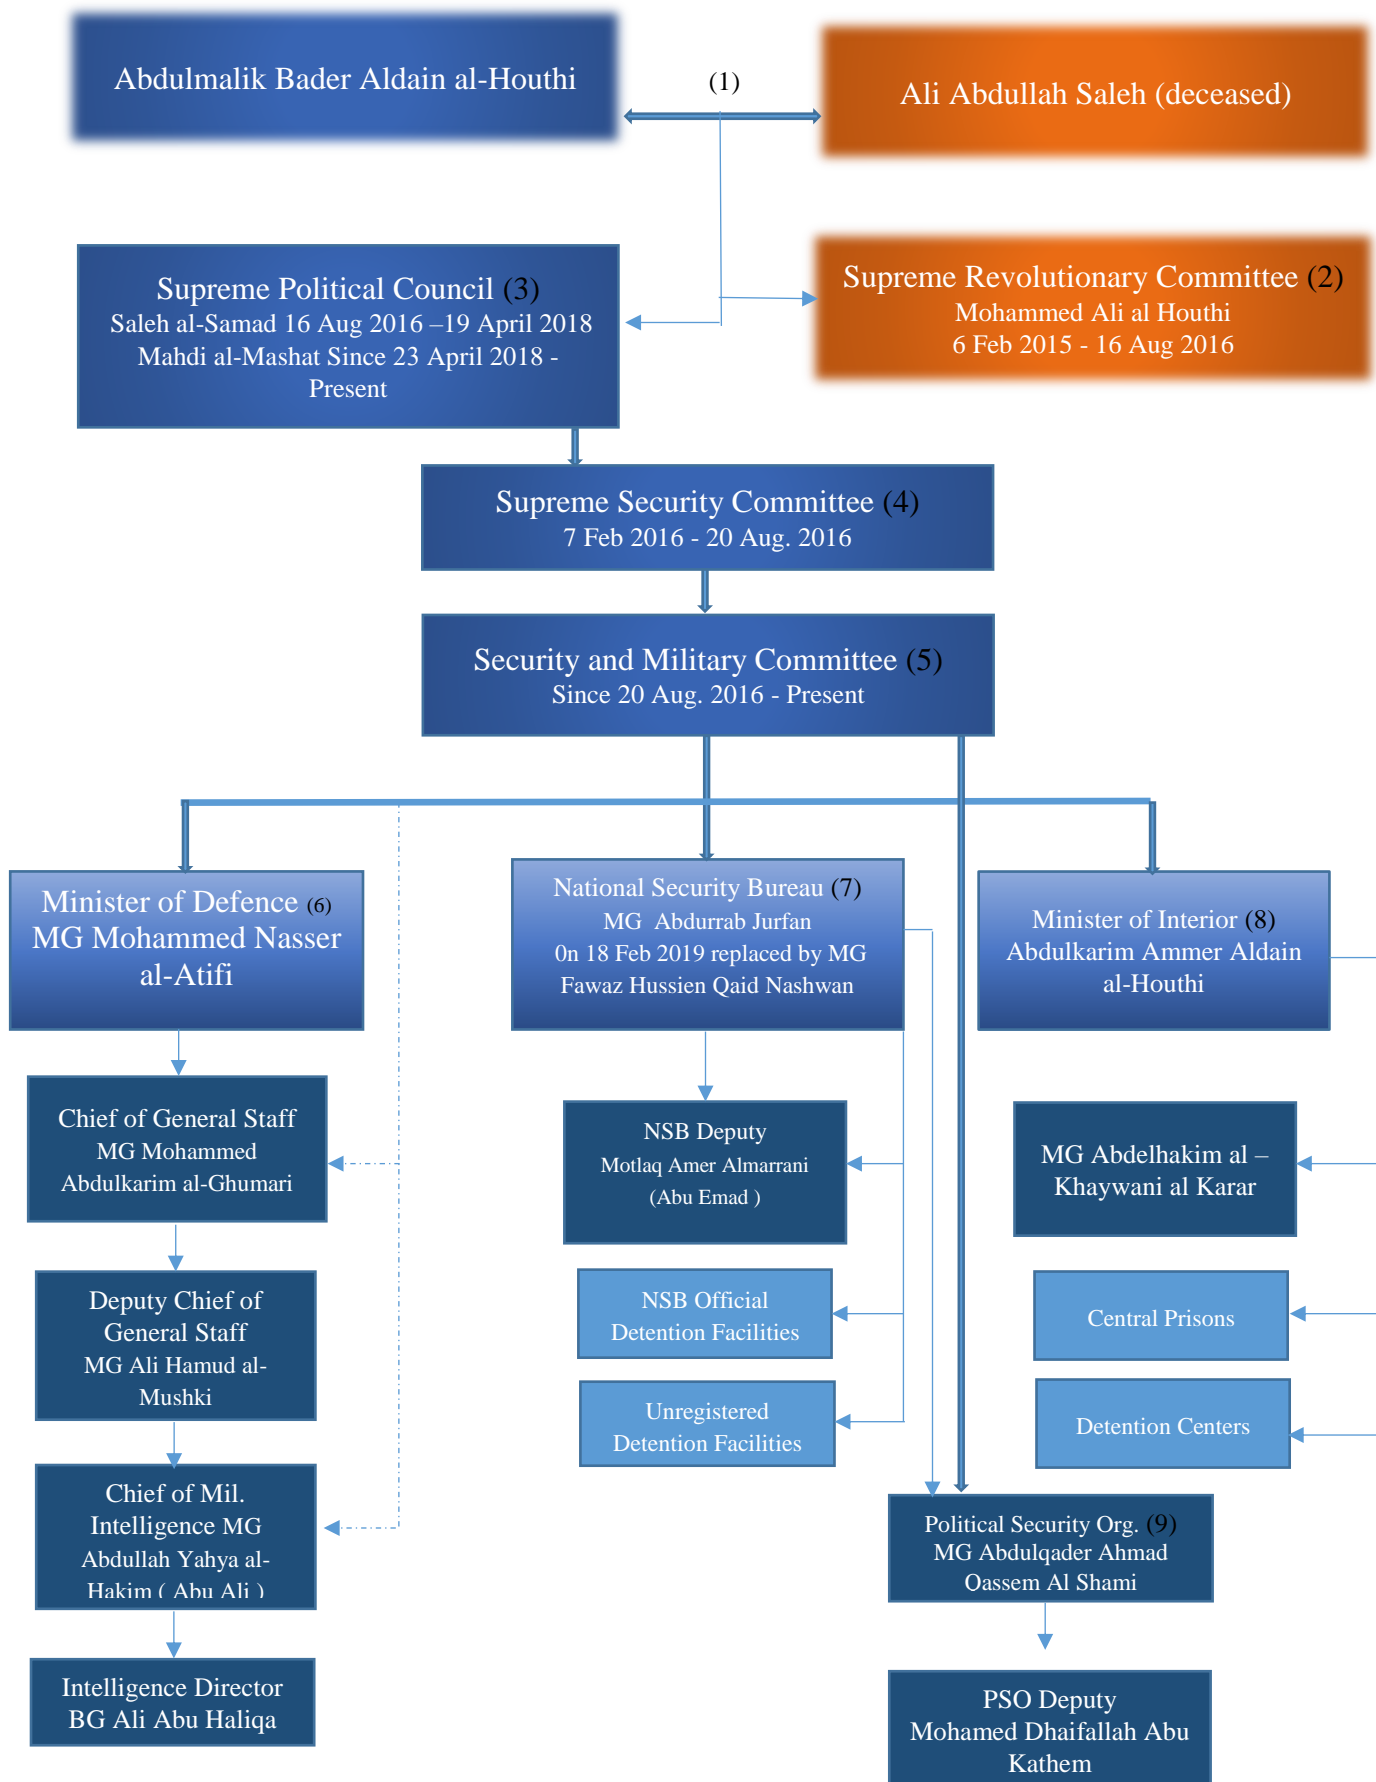 Abdulmalik Bader Aldain al-Houthi
(1)
Ali Abdullah Saleh (deceased)
Supreme Political Council (3)
Saleh al-Samad 16 Aug 2016 –19 April 2018
Mahdi al-Mashat Since 23 April 2018 -
Present
Supreme Revolutionary Committee (2)
Mohammed Ali al Houthi
6 Feb 2015 - 16 Aug 2016
Supreme Security Committee (4)
7 Feb 2016 - 20 Aug. 2016
Security and Military Committee (5)
Since 20 Aug. 2016 - Present
Minister of Defence (6)
MG Mohammed Nasser
al-Atifi
National Security Bureau (7)
MG Abdurrab Jurfan
0n 18 Feb 2019 replaced by MG
Fawaz Hussien Qaid Nashwan
Minister of Interior (8)
Abdulkarim Ammer Aldain
al-Houthi
Chief of General Staff
MG Mohammed
Abdulkarim al-Ghumari
NSB Deputy
Motlaq Amer Almarrani
(Abu Emad )
MG Abdelhakim al –
Khaywani al Karar
Deputy Chief of
General Staff
MG Ali Hamud al-
Mushki
NSB Official
Detention Facilities
Central Prisons
Unregistered
Detention Facilities
Detention Centers
Chief of Mil.
Intelligence MG
Abdullah Yahya al-
Hakim ( Abu Ali )
Political Security Org. (9)
MG Abdulqader Ahmad
Qassem Al Shami
Intelligence Director
BG Ali Abu Haliqa
PSO Deputy
Mohamed Dhaifallah Abu
Kathem